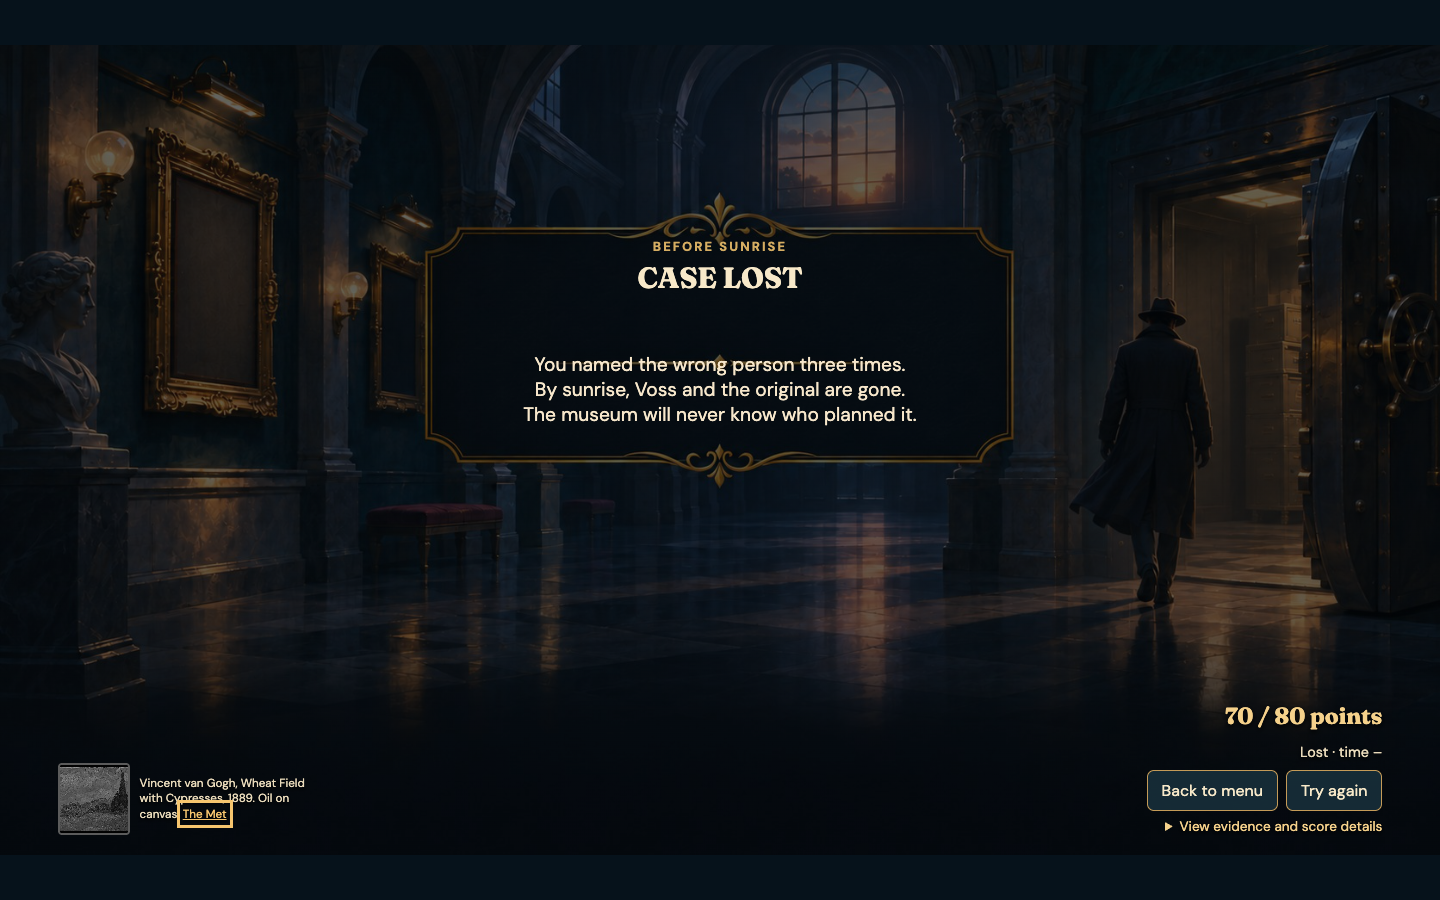 BEFORE SUNRISE
CASE LOST
You named the wrong person three times.
By sunrise, Voss and the original are gone.
The museum will never know who planned it.
70 / 80 points
Lost · time –
Back to menu
Try again
▶ View evidence and score details
Vincent van Gogh, Wheat Field
with Cypresses, 1889. Oil on
canvas The Met